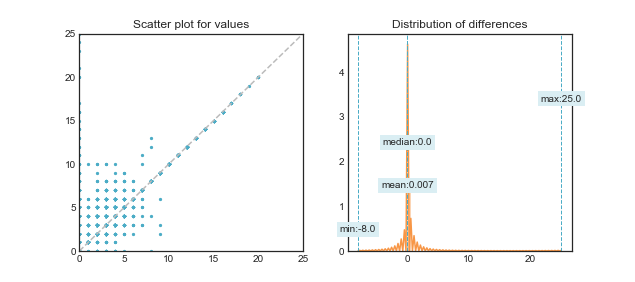 Scatter plot for values
25
20
15
10
5
0
0 5 10 15 20 25
Distribution of differences
4
3
2
1
0
max:25.0
median:0.0
mean:0.007
min:-8.0
0 10 20